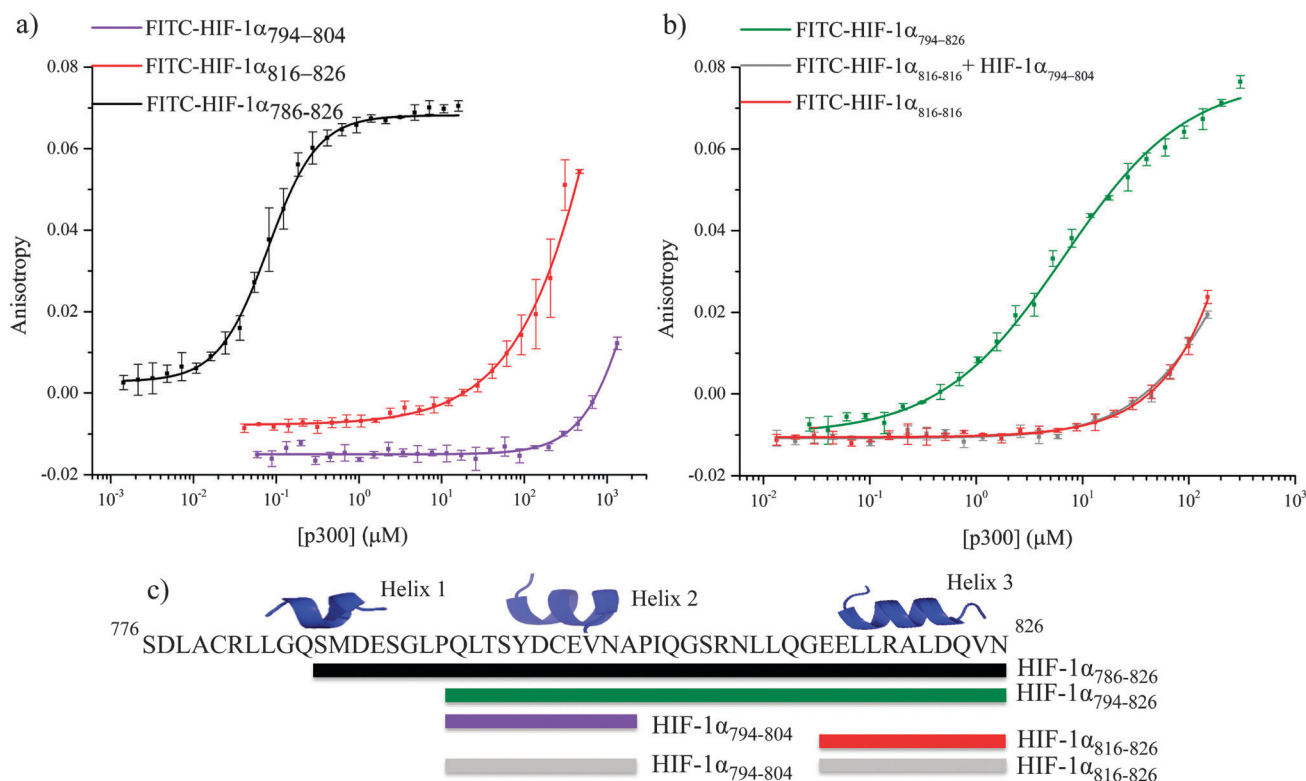 a)
FITC-HIF-1α794–804
FITC-HIF-1α816–826
FITC-HIF-1α786-826
0.08
0.06
0.04
0.02
0.00
-0.02
Anisotropy
10-3
10-2
10-1
100
101
102
103
[p300] (μM)
b)
FITC-HIF-1α794–826
FITC-HIF-1α816-816+ HIF-1α794–804
FITC-HIF-1α816-816
0.08
0.06
0.04
0.02
0.00
-0.02
Anisotropy
10-2
10-1
100
101
102
103
[p300] (μM)
c)
Helix 1
Helix 2
Helix 3
776 SDLACRLLGQSMDESGLPQLTSYDCEVNAPIQGSRNLLQGEELLRALDQVN 826
HIF-1α786-826
HIF-1α794-826
HIF-1α794–804
HIF-1α816-826
HIF-1α794–804
HIF-1α816-826